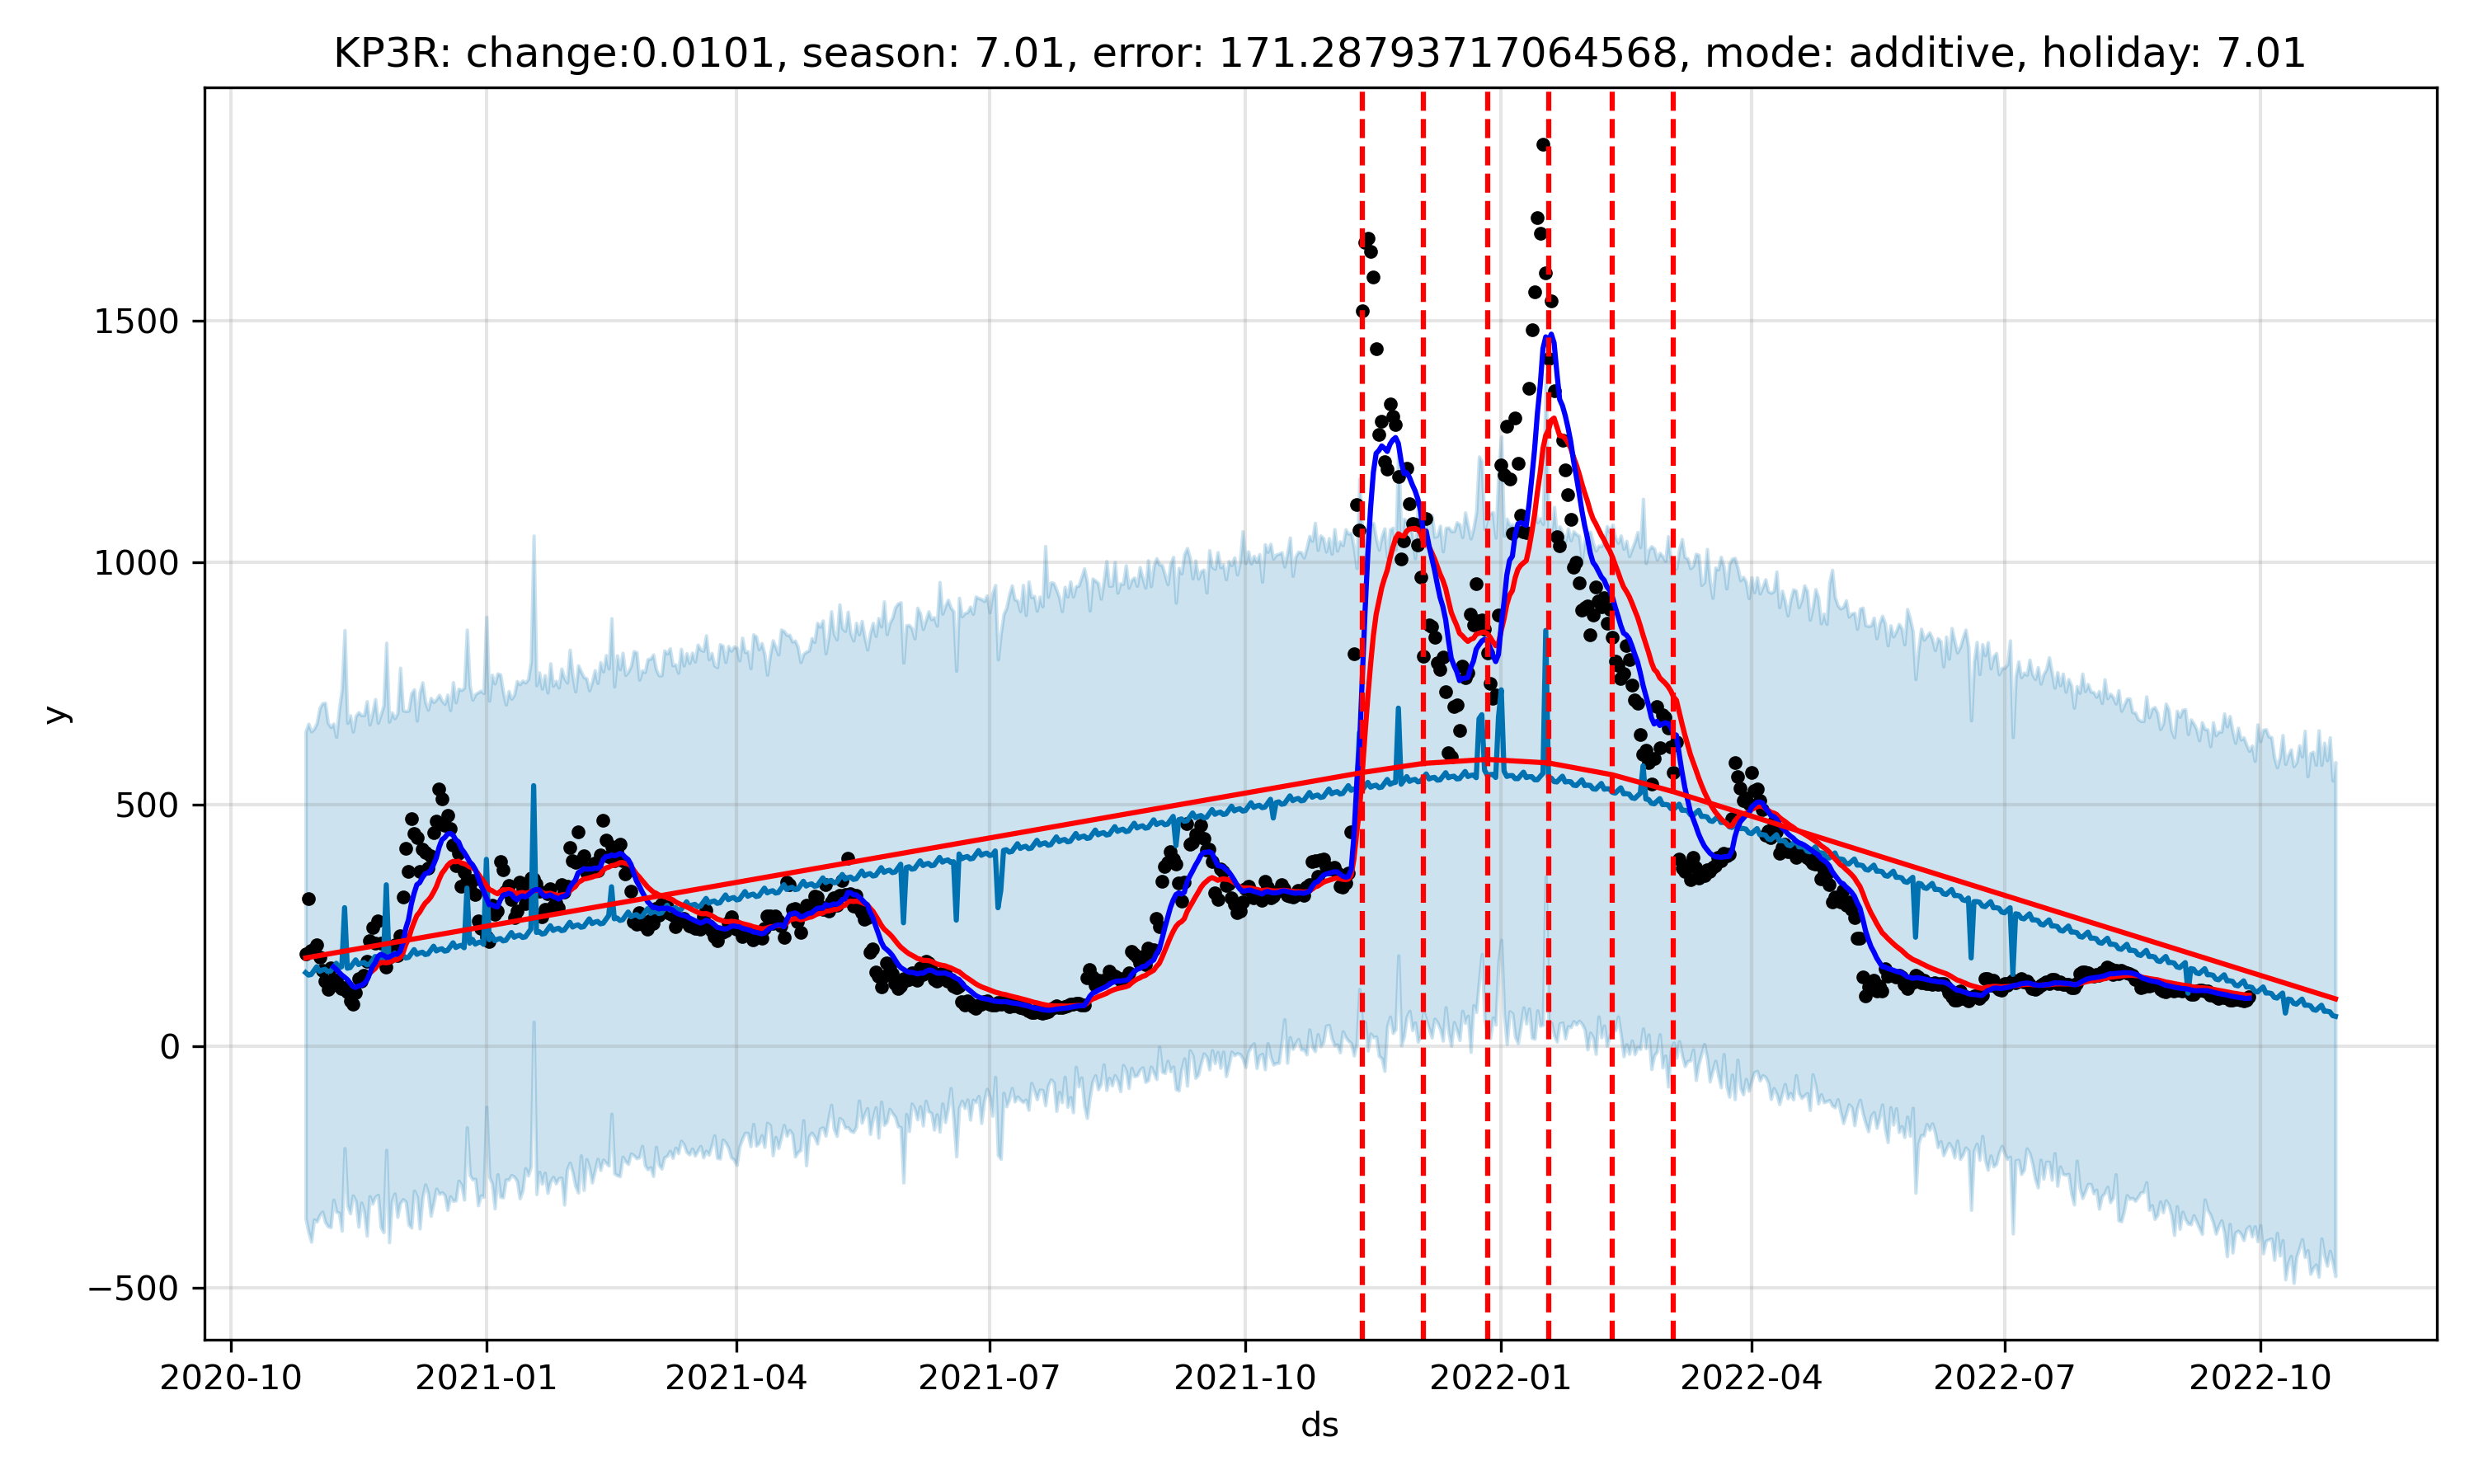 KP3R: change:0.0101, season: 7.01, error: 171.28793717064568, mode: additive, holiday: 7.01
1500
1000
500
0
−500
y
2020-10 2021-01 2021-04 2021-07 2021-10 2022-01 2022-04 2022-07 2022-10
ds